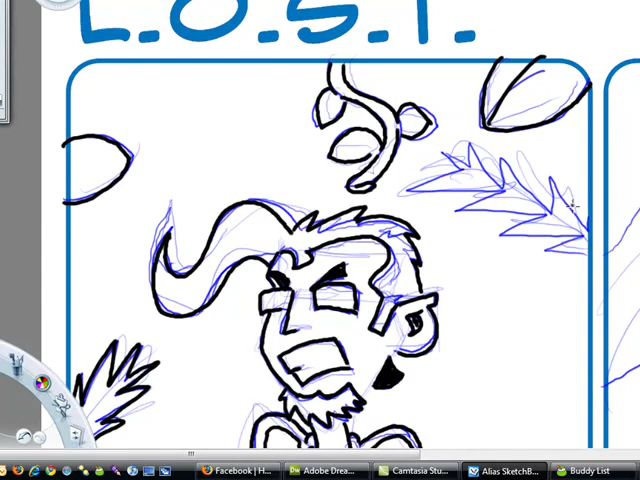 L.O.S.T.
Facebook | H...
Adobe Drea...
Camtasia Stu...
Alias SketchB...
Buddy List